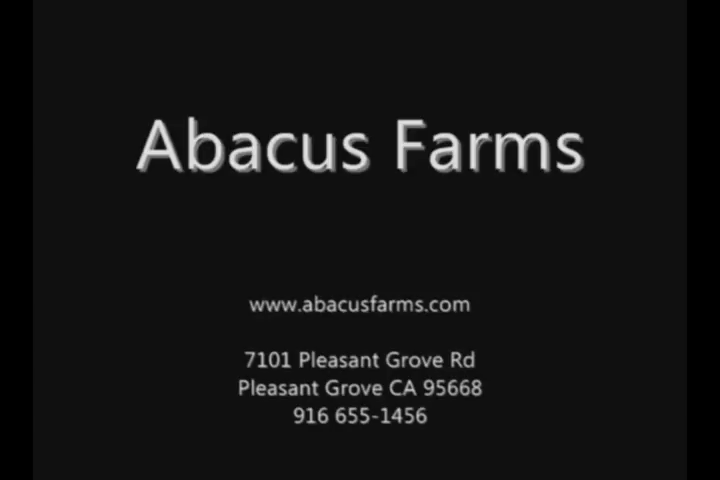 Abacus Farms
www.abacusfarms.com
7101 Pleasant Grove Rd
Pleasant Grove CA 95668
916 655-1456